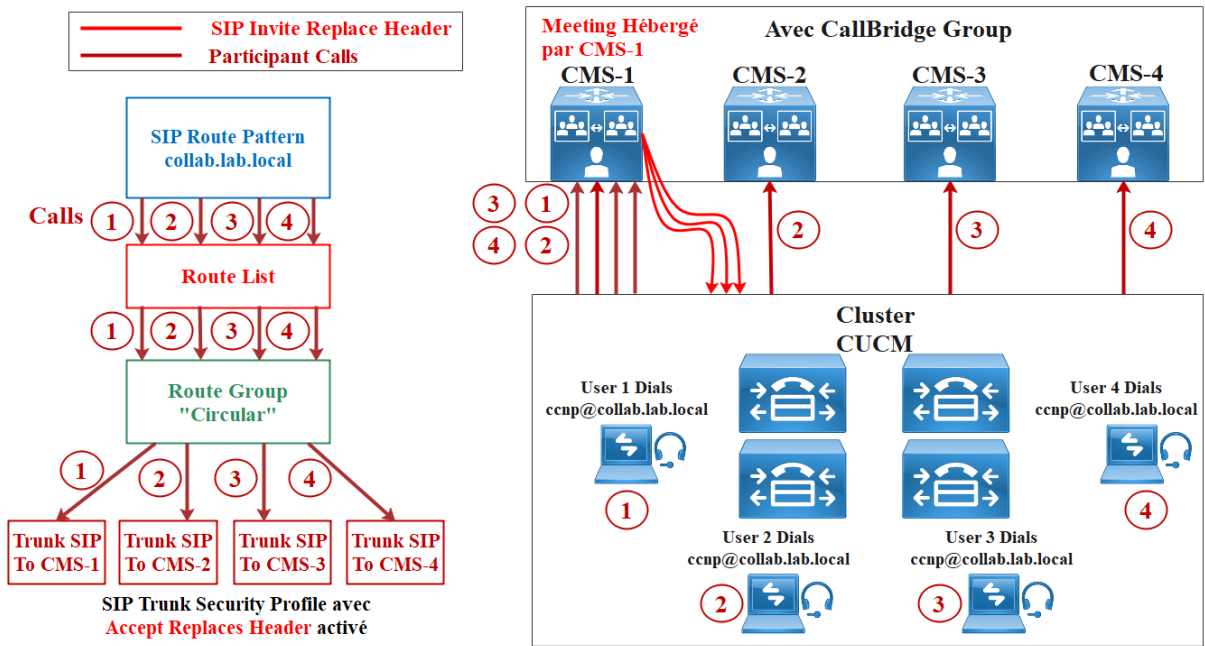 SIP Invite Replace Header
Participant Calls
SIP Route Pattern
collab.lab.local
Calls
1
2
3
4
Route List
1
2
3
4
Route Group
"Circular"
1
2
3
4
Trunk SIP
To CMS-1
Trunk SIP
To CMS-2
Trunk SIP
To CMS-3
Trunk SIP
To CMS-4
SIP Trunk Security Profile avec
Accept Replaces Header activé
Meeting Hébergé
par CMS-1
Avec CallBridge Group
CMS-1
CMS-2
CMS-3
CMS-4
3
1
4
2
2
3
4
Cluster
CUCM
User 1 Dials
ccnp@collab.lab.local
1
User 4 Dials
ccnp@collab.lab.local
4
User 2 Dials
ccnp@collab.lab.local
2
User 3 Dials
ccnp@collab.lab.local
3